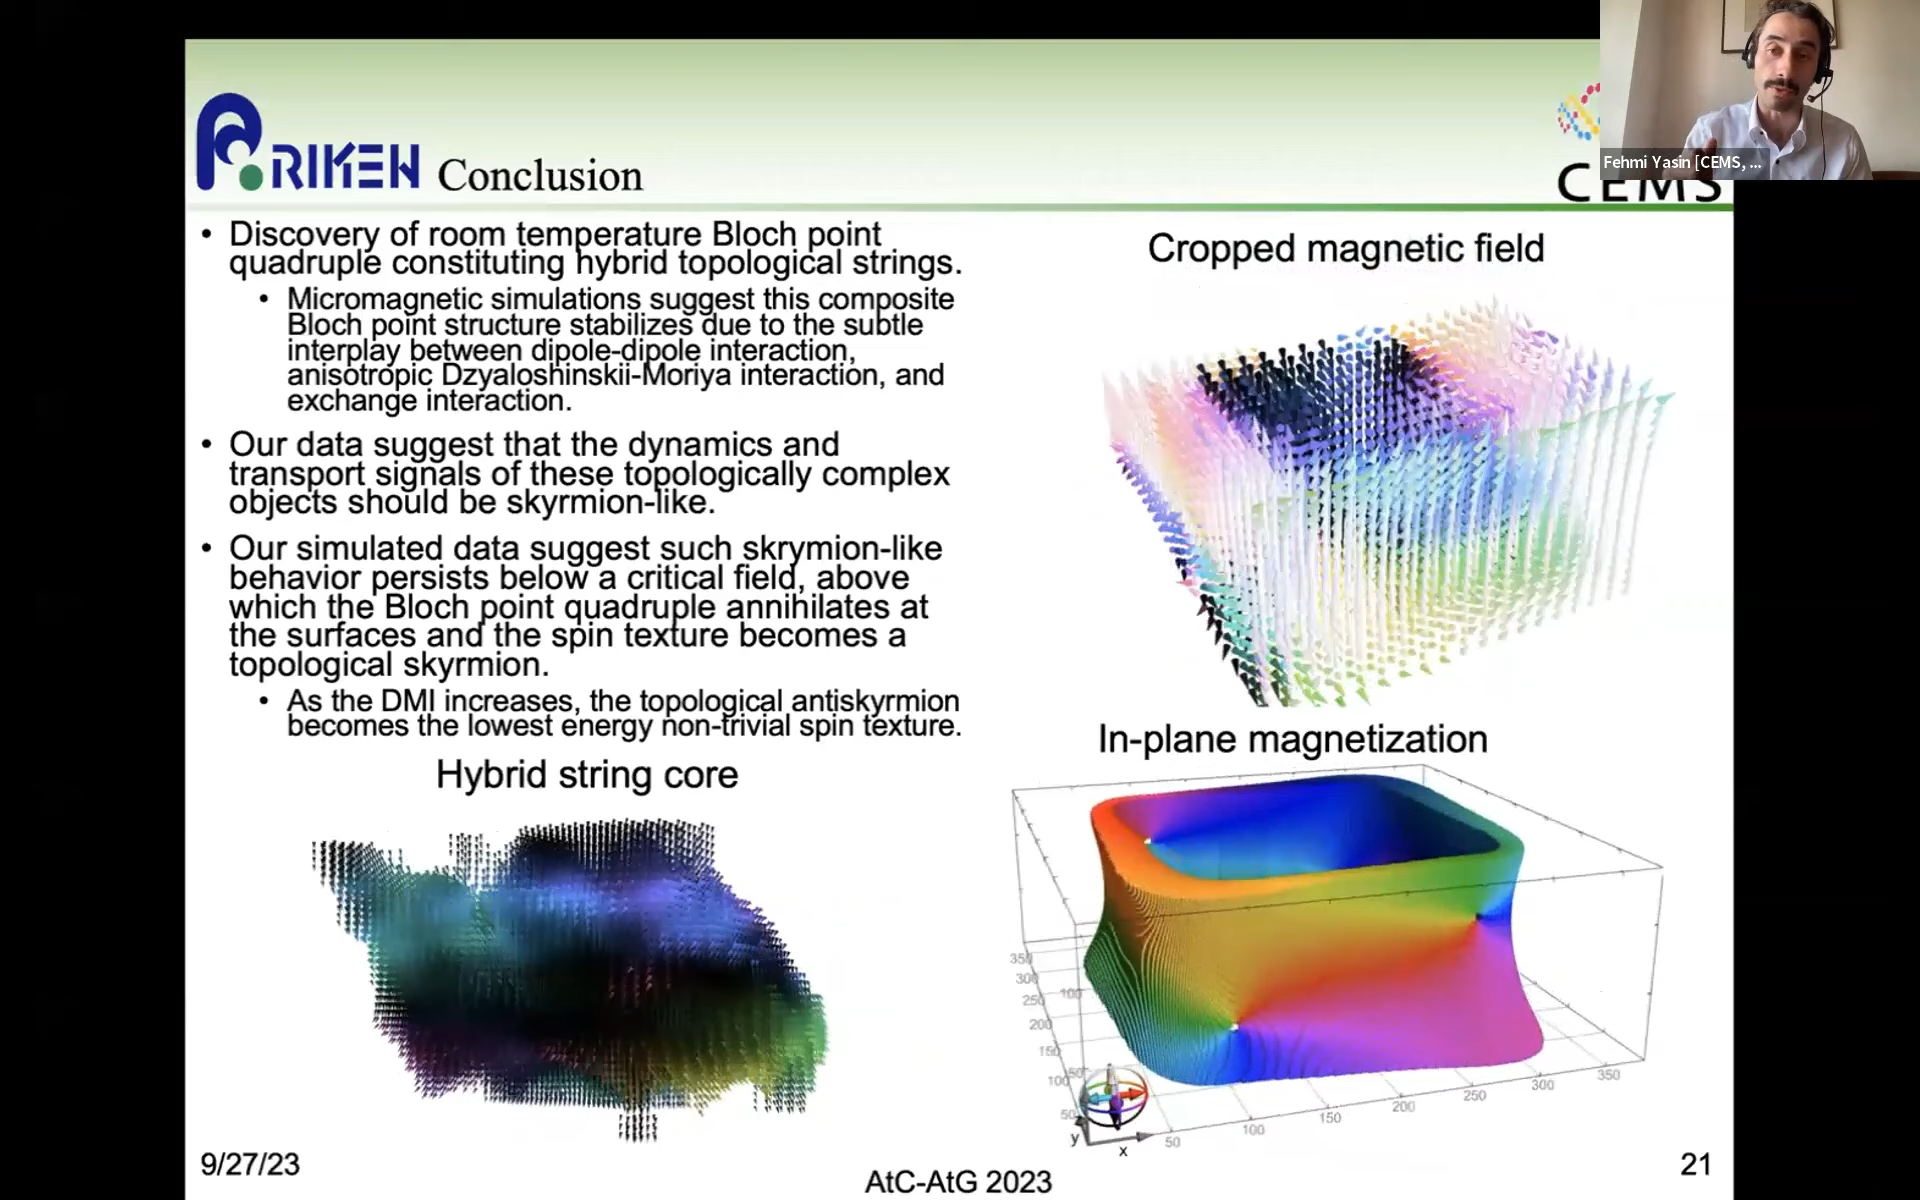 Fehmi Yasin [CEMS, ...
RIKEN
Conclusion
CEMS
• Discovery of room temperature Bloch point
quadruple constituting hybrid topological strings.
• Micromagnetic simulations suggest this composite
Bloch point structure stabilizes due to the subtle
interplay between dipole-dipole interaction,
anisotropic Dzyaloshinskii-Moriya interaction, and
exchange interaction.
• Our data suggest that the dynamics and
transport signals of these topologically complex
objects should be skyrmion-like.
• Our simulated data suggest such skrymion-like
behavior persists below a critical field, above
which the Bloch point quadruple annihilates at
the surfaces and the spin texture becomes a
topological skyrmion.
• As the DMI increases, the topological antiskyrmion
becomes the lowest energy non-trivial spin texture.
Hybrid string core
Cropped magnetic field
In-plane magnetization
350
300
250
200
150
100
50
100
50
y
x
50
100
150
200
250
300
350
9/27/23
AtC-AtG 2023
21